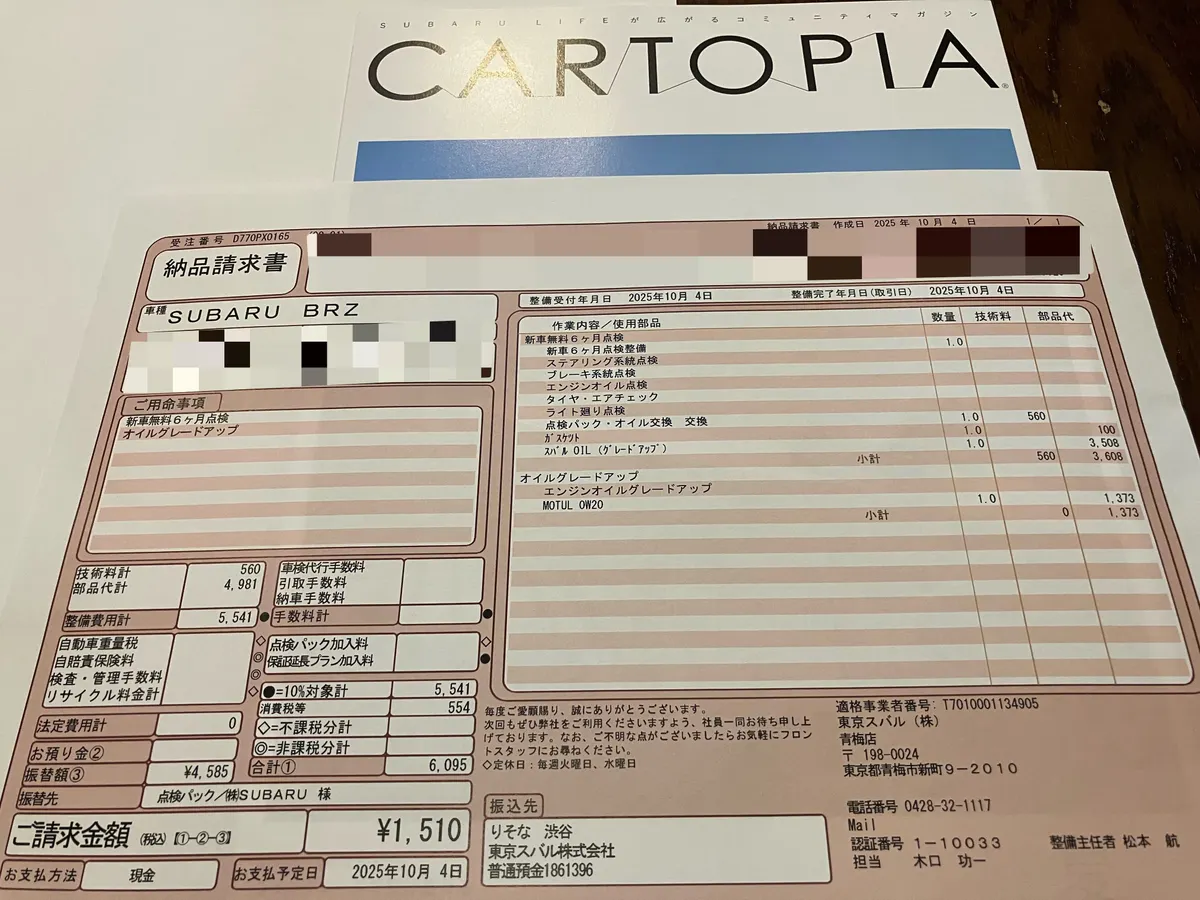 SUBARU LIFEが広がるコミュニティマガジン
CARTOPIA
受注番号 D770PX0165
納品請求書 作成日 2025年 10月 4日 1/ 1
納品請求書
車種 SUBARU BRZ
整備受付年月日 2025年10月 4日 整備完了年月日(取引日) 2025年10月 4日
ご用命事項
新車無料6ヶ月点検
オイルグレードアップ
作業内容/使用部品 数量 技術料 部品代
新車無料6ヶ月点検
新車6ヶ月点検整備 1.0
ステアリング系統点検
ブレーキ系統点検
エンジンオイル点検
タイヤ・エアチェック
ライト廻り点検
点検パック・オイル交換 交換 1.0 560
ガスケツト 1.0 100
スバル OIL (グレードアップ) 1.0 3,508
小計 560 3,608
オイルグレードアップ
エンジンオイルグレードアップ
MOTUL 0W20 1.0 1,373
小計 0 1,373
技術料計 560
部品代計 4,981
整備費用計 5,541
自動車重量税
自賠責保険料
検査・管理手数料
リサイクル料金計
法定費用計 0
お預り金②
振替額③ ¥4,585
振替先 点検パック/㈱SUBARU 様
車検代行手数料
引取手数料
納車手数料
●手数料計 ●
◇点検パック加入料 ◇
◎保証延長プラン加入料 ●
◎
◇
●=10%対象計 5,541
消費税等 554
◇=不課税分計
◎=非課税分計
合計① 6,095
ご請求金額 (税込) 【①-②-③】 ¥1,510
お支払方法 現金 お支払予定日 2025年10月 4日
毎度ご愛願賜り、誠にありがとうございます。
次回もぜひ弊社をご利用くださいますよう、社員一同お待ち申し上
げております。なお、ご不明な点がございましたらお気軽にフロン
トスタッフにお尋ねください。
◇定休日:毎週火曜日、水曜日
振込先
りそな 渋谷
東京スバル株式会社
普通預金1861396
適格事業者番号: T7010001134905
東京スバル (株)
青梅店
〒 198-0024
東京都青梅市新町9-2010
電話番号 0428-32-1117
Mail
認証番号 1-10033 整備主任者 松本 航
担当 木口 功一